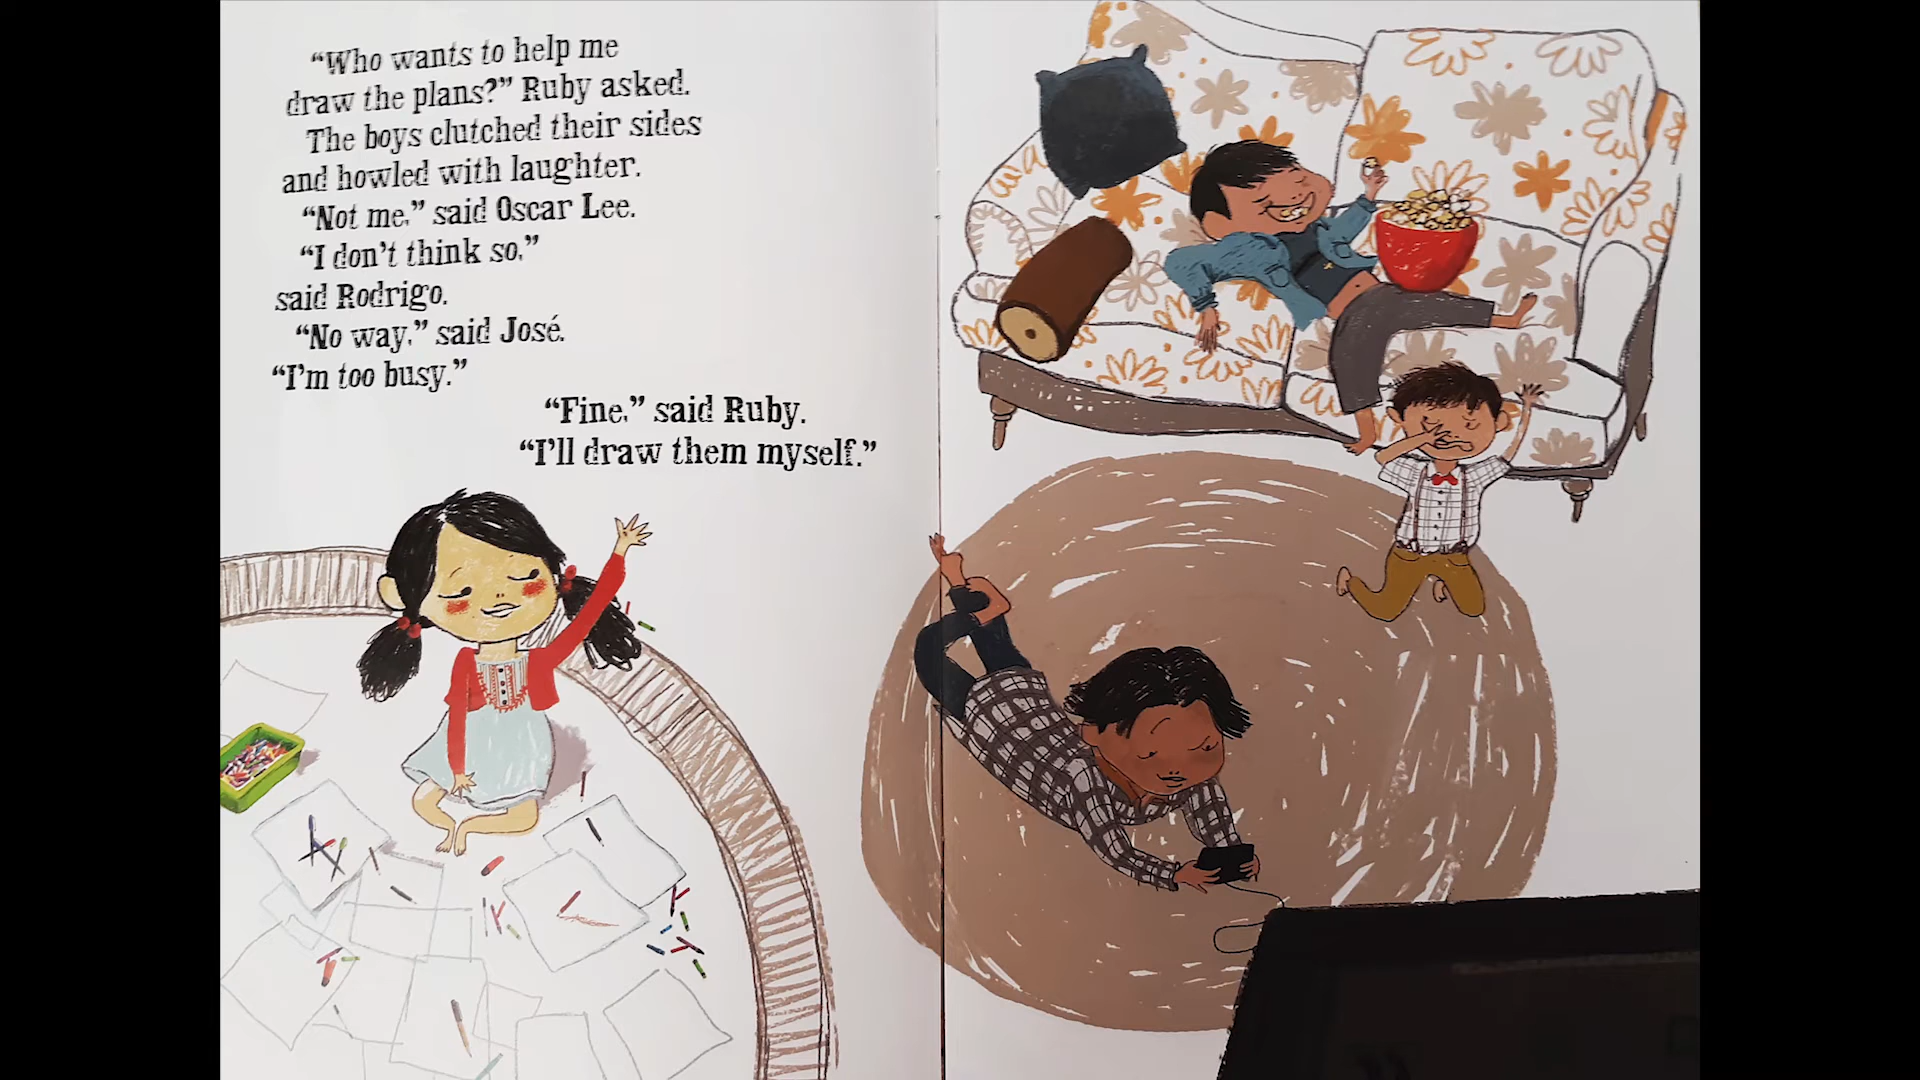 “Who wants to help me
draw the plans?” Ruby asked.
The boys clutched their sides
and howled with laughter.
“Not me,” said Oscar Lee.
“I don’t think so,”
said Rodrigo.
“No way,” said José.
“I’m too busy.”
“Fine,” said Ruby.
“I’ll draw them myself.”